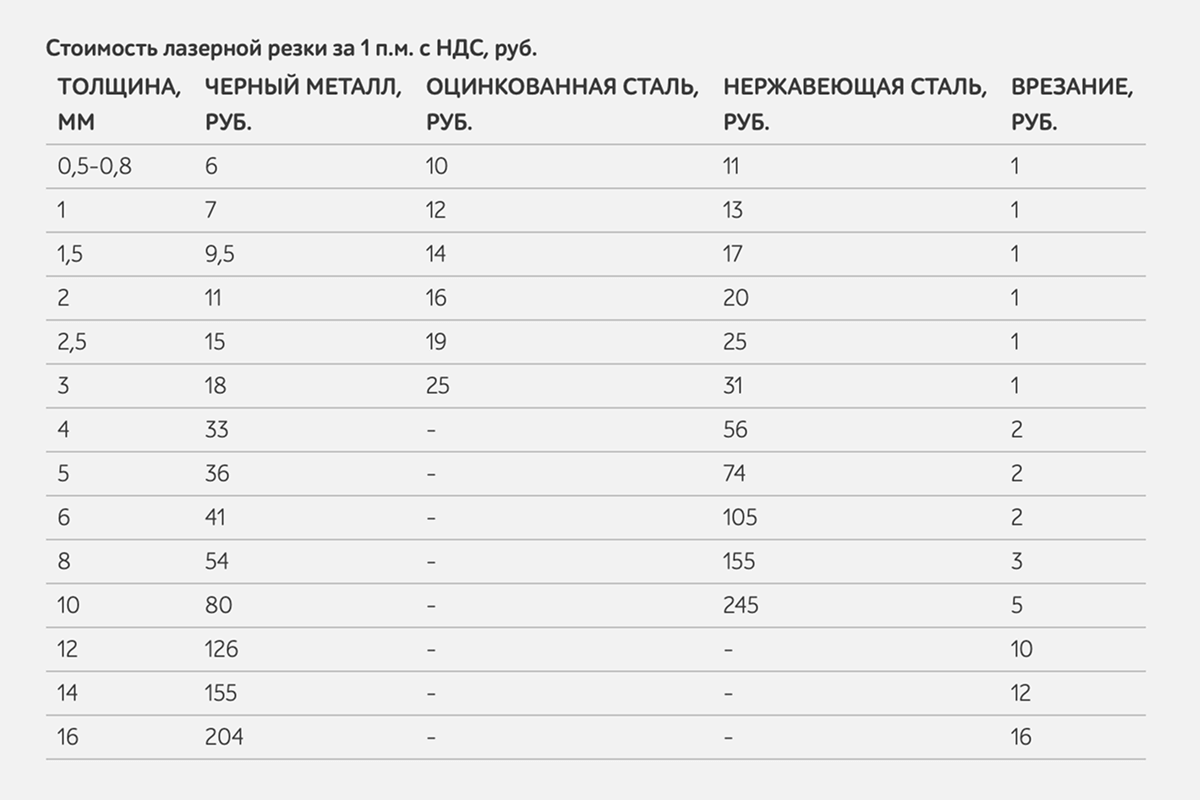 Стоимость лазерной резки за 1 п.м. с НДС, руб.
ТОЛЩИНА, ЧЕРНЫЙ МЕТАЛЛ, ОЦИНКОВАННАЯ СТАЛЬ, НЕРЖАВЕЮЩАЯ СТАЛЬ, ВРЕЗАНИЕ,
ММ РУБ. РУБ. РУБ. РУБ.
0,5-0,8 6 10 11 1
1 7 12 13 1
1,5 9,5 14 17 1
2 11 16 20 1
2,5 15 19 25 1
3 18 25 31 1
4 33 - 56 2
5 36 - 74 2
6 41 - 105 2
8 54 - 155 3
10 80 - 245 5
12 126 - - 10
14 155 - - 12
16 204 - - 16